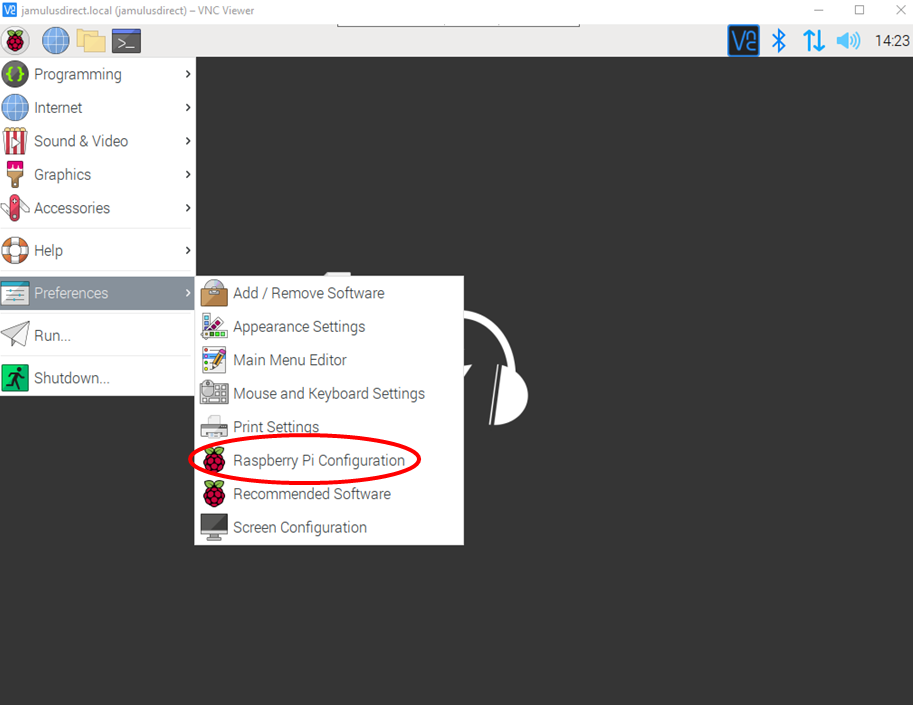 jamulusdirect.local (jamulusdirect) – VNC Viewer
14:23
Programming
Internet
Sound & Video
Graphics
Accessories
Help
Preferences
Run...
Shutdown...
Add / Remove Software
Appearance Settings
Main Menu Editor
Mouse and Keyboard Settings
Print Settings
Raspberry Pi Configuration
Recommended Software
Screen Configuration